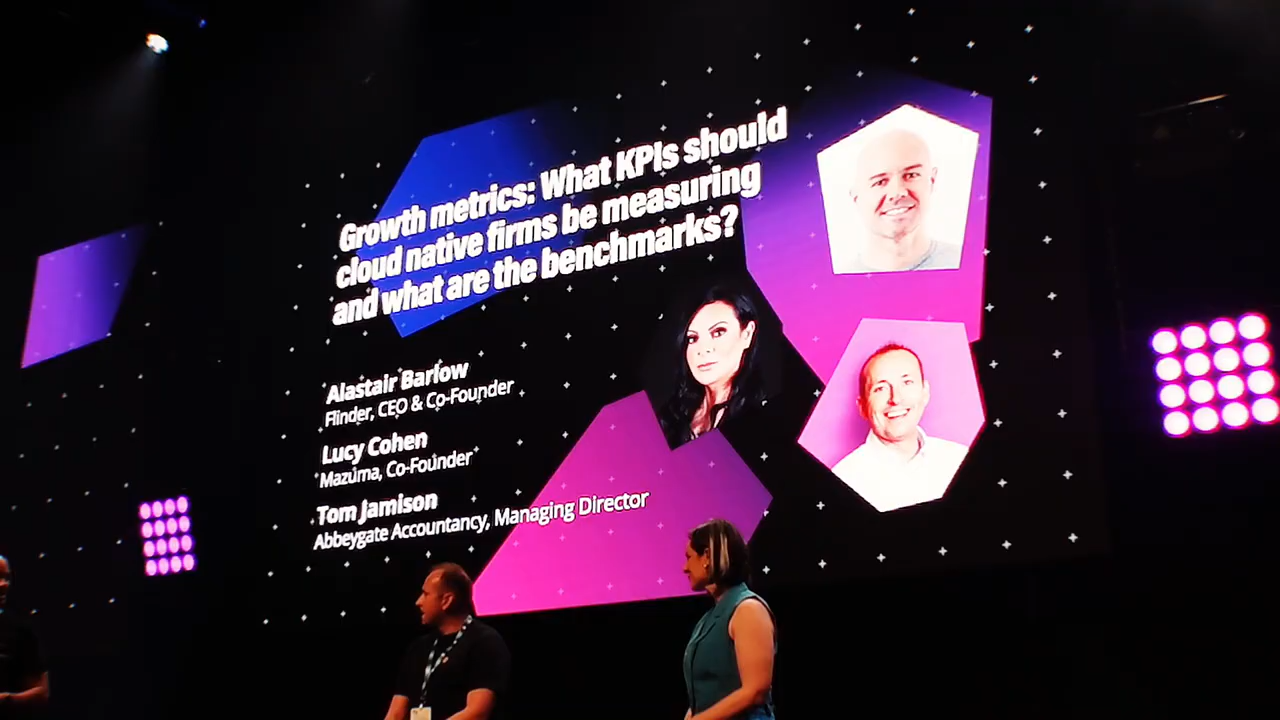 Growth metrics: What KPIs should
cloud native firms be measuring
and what are the benchmarks?
Alastair Barlow
Flinder, CEO & Co-Founder
Lucy Cohen
Mazuma, Co-Founder
Tom Jamison
Abbeygate Accountancy, Managing Director